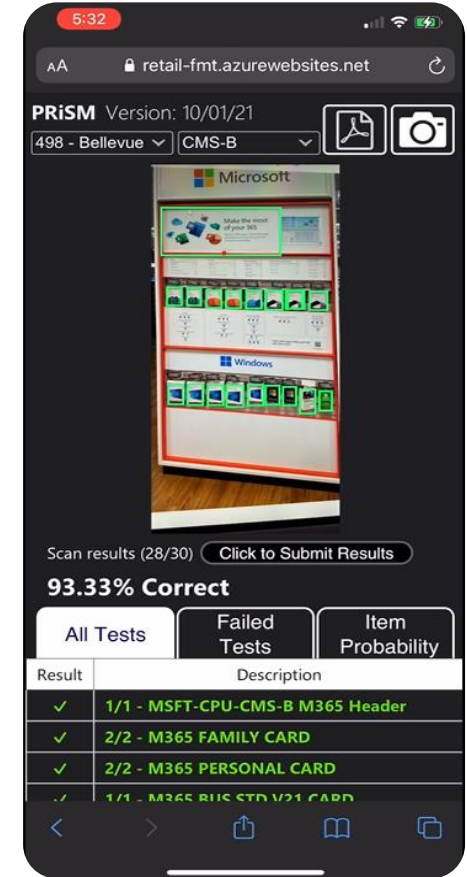 5:32
AA retail-fmt.azurewebsites.net
PRiSM Version: 10/01/21
498 - Bellevue CMS-B
Microsoft
Make the most
of your 365
Windows
Scan results (28/30) Click to Submit Results
93.33% Correct
All Tests
Failed
Tests
Item
Probability
Result Description
1/1 - MSFT-CPU-CMS-B M365 Header
2/2 - M365 FAMILY CARD
2/2 - M365 PERSONAL CARD
1/1 - M365 BUS STD V21 CARD